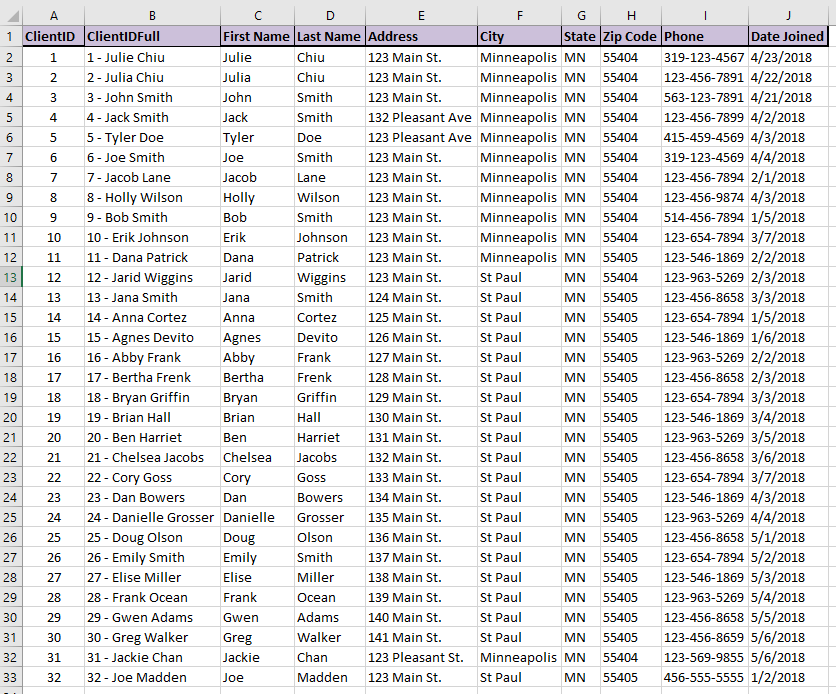 A B C D E F G H I J
1 ClientID ClientIDFull First Name Last Name Address City State Zip Code Phone Date Joined
2 1 1 - Julie Chiu Julie Chiu 123 Main St. Minneapolis MN 55404 319-123-4567 4/23/2018
3 2 2 - Julia Chiu Julia Chiu 123 Main St. Minneapolis MN 55404 123-456-7891 4/22/2018
4 3 3 - John Smith John Smith 123 Main St. Minneapolis MN 55404 563-123-7891 4/21/2018
5 4 4 - Jack Smith Jack Smith 132 Pleasant Ave Minneapolis MN 55404 123-456-7899 4/2/2018
6 5 5 - Tyler Doe Tyler Doe 123 Pleasant Ave Minneapolis MN 55404 415-459-4569 4/3/2018
7 6 6 - Joe Smith Joe Smith 123 Main St. Minneapolis MN 55404 319-123-4569 4/4/2018
8 7 7 - Jacob Lane Jacob Lane 123 Main St. Minneapolis MN 55404 123-456-7894 2/1/2018
9 8 8 - Holly Wilson Holly Wilson 123 Main St. Minneapolis MN 55404 123-456-9874 4/3/2018
10 9 9 - Bob Smith Bob Smith 123 Main St. Minneapolis MN 55404 514-456-7894 1/5/2018
11 10 10 - Erik Johnson Erik Johnson 123 Main St. Minneapolis MN 55404 123-654-7894 3/7/2018
12 11 11 - Dana Patrick Dana Patrick 123 Main St. Minneapolis MN 55405 123-546-1869 2/2/2018
13 12 12 - Jarid Wiggins Jarid Wiggins 123 Main St. St Paul MN 55404 123-963-5269 2/3/2018
14 13 13 - Jana Smith Jana Smith 124 Main St. St Paul MN 55405 123-456-8658 3/3/2018
15 14 14 - Anna Cortez Anna Cortez 125 Main St. St Paul MN 55405 123-654-7894 1/5/2018
16 15 15 - Agnes Devito Agnes Devito 126 Main St. St Paul MN 55405 123-546-1869 1/6/2018
17 16 16 - Abby Frank Abby Frank 127 Main St. St Paul MN 55405 123-963-5269 2/2/2018
18 17 17 - Bertha Frenk Bertha Frenk 128 Main St. St Paul MN 55405 123-456-8658 2/3/2018
19 18 18 - Bryan Griffin Bryan Griffin 129 Main St. St Paul MN 55405 123-654-7894 3/3/2018
20 19 19 - Brian Hall Brian Hall 130 Main St. St Paul MN 55405 123-546-1869 3/4/2018
21 20 20 - Ben Harriet Ben Harriet 131 Main St. St Paul MN 55405 123-963-5269 3/5/2018
22 21 21 - Chelsea Jacobs Chelsea Jacobs 132 Main St. St Paul MN 55405 123-456-8658 3/6/2018
23 22 22 - Cory Goss Cory Goss 133 Main St. St Paul MN 55405 123-654-7894 3/7/2018
24 23 23 - Dan Bowers Dan Bowers 134 Main St. St Paul MN 55405 123-546-1869 4/3/2018
25 24 24 - Danielle Grosser Danielle Grosser 135 Main St. St Paul MN 55405 123-963-5269 4/4/2018
26 25 25 - Doug Olson Doug Olson 136 Main St. St Paul MN 55405 123-456-8658 5/1/2018
27 26 26 - Emily Smith Emily Smith 137 Main St. St Paul MN 55405 123-654-7894 5/2/2018
28 27 27 - Elise Miller Elise Miller 138 Main St. St Paul MN 55405 123-546-1869 5/3/2018
29 28 28 - Frank Ocean Frank Ocean 139 Main St. St Paul MN 55405 123-963-5269 5/4/2018
30 29 29 - Gwen Adams Gwen Adams 140 Main St. St Paul MN 55405 123-456-8658 5/5/2018
31 30 30 - Greg Walker Greg Walker 141 Main St. St Paul MN 55405 123-456-8659 5/6/2018
32 31 31 - Jackie Chan Jackie Chan 123 Pleasant St. Minneapolis MN 55404 123-569-9855 5/6/2018
33 32 32 - Joe Madden Joe Madden 123 Main St. St Paul MN 55405 456-555-5555 1/2/2018